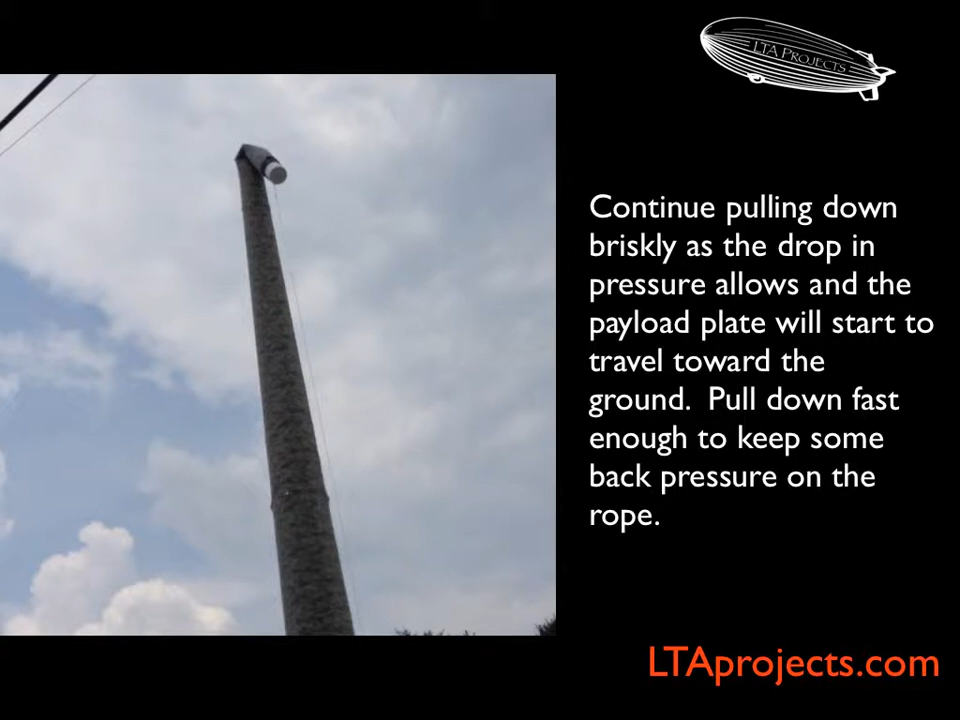 LTA PROJECTS
Continue pulling down
briskly as the drop in
pressure allows and the
payload plate will start to
travel toward the
ground.  Pull down fast
enough to keep some
back pressure on the
rope.
LTAprojects.com